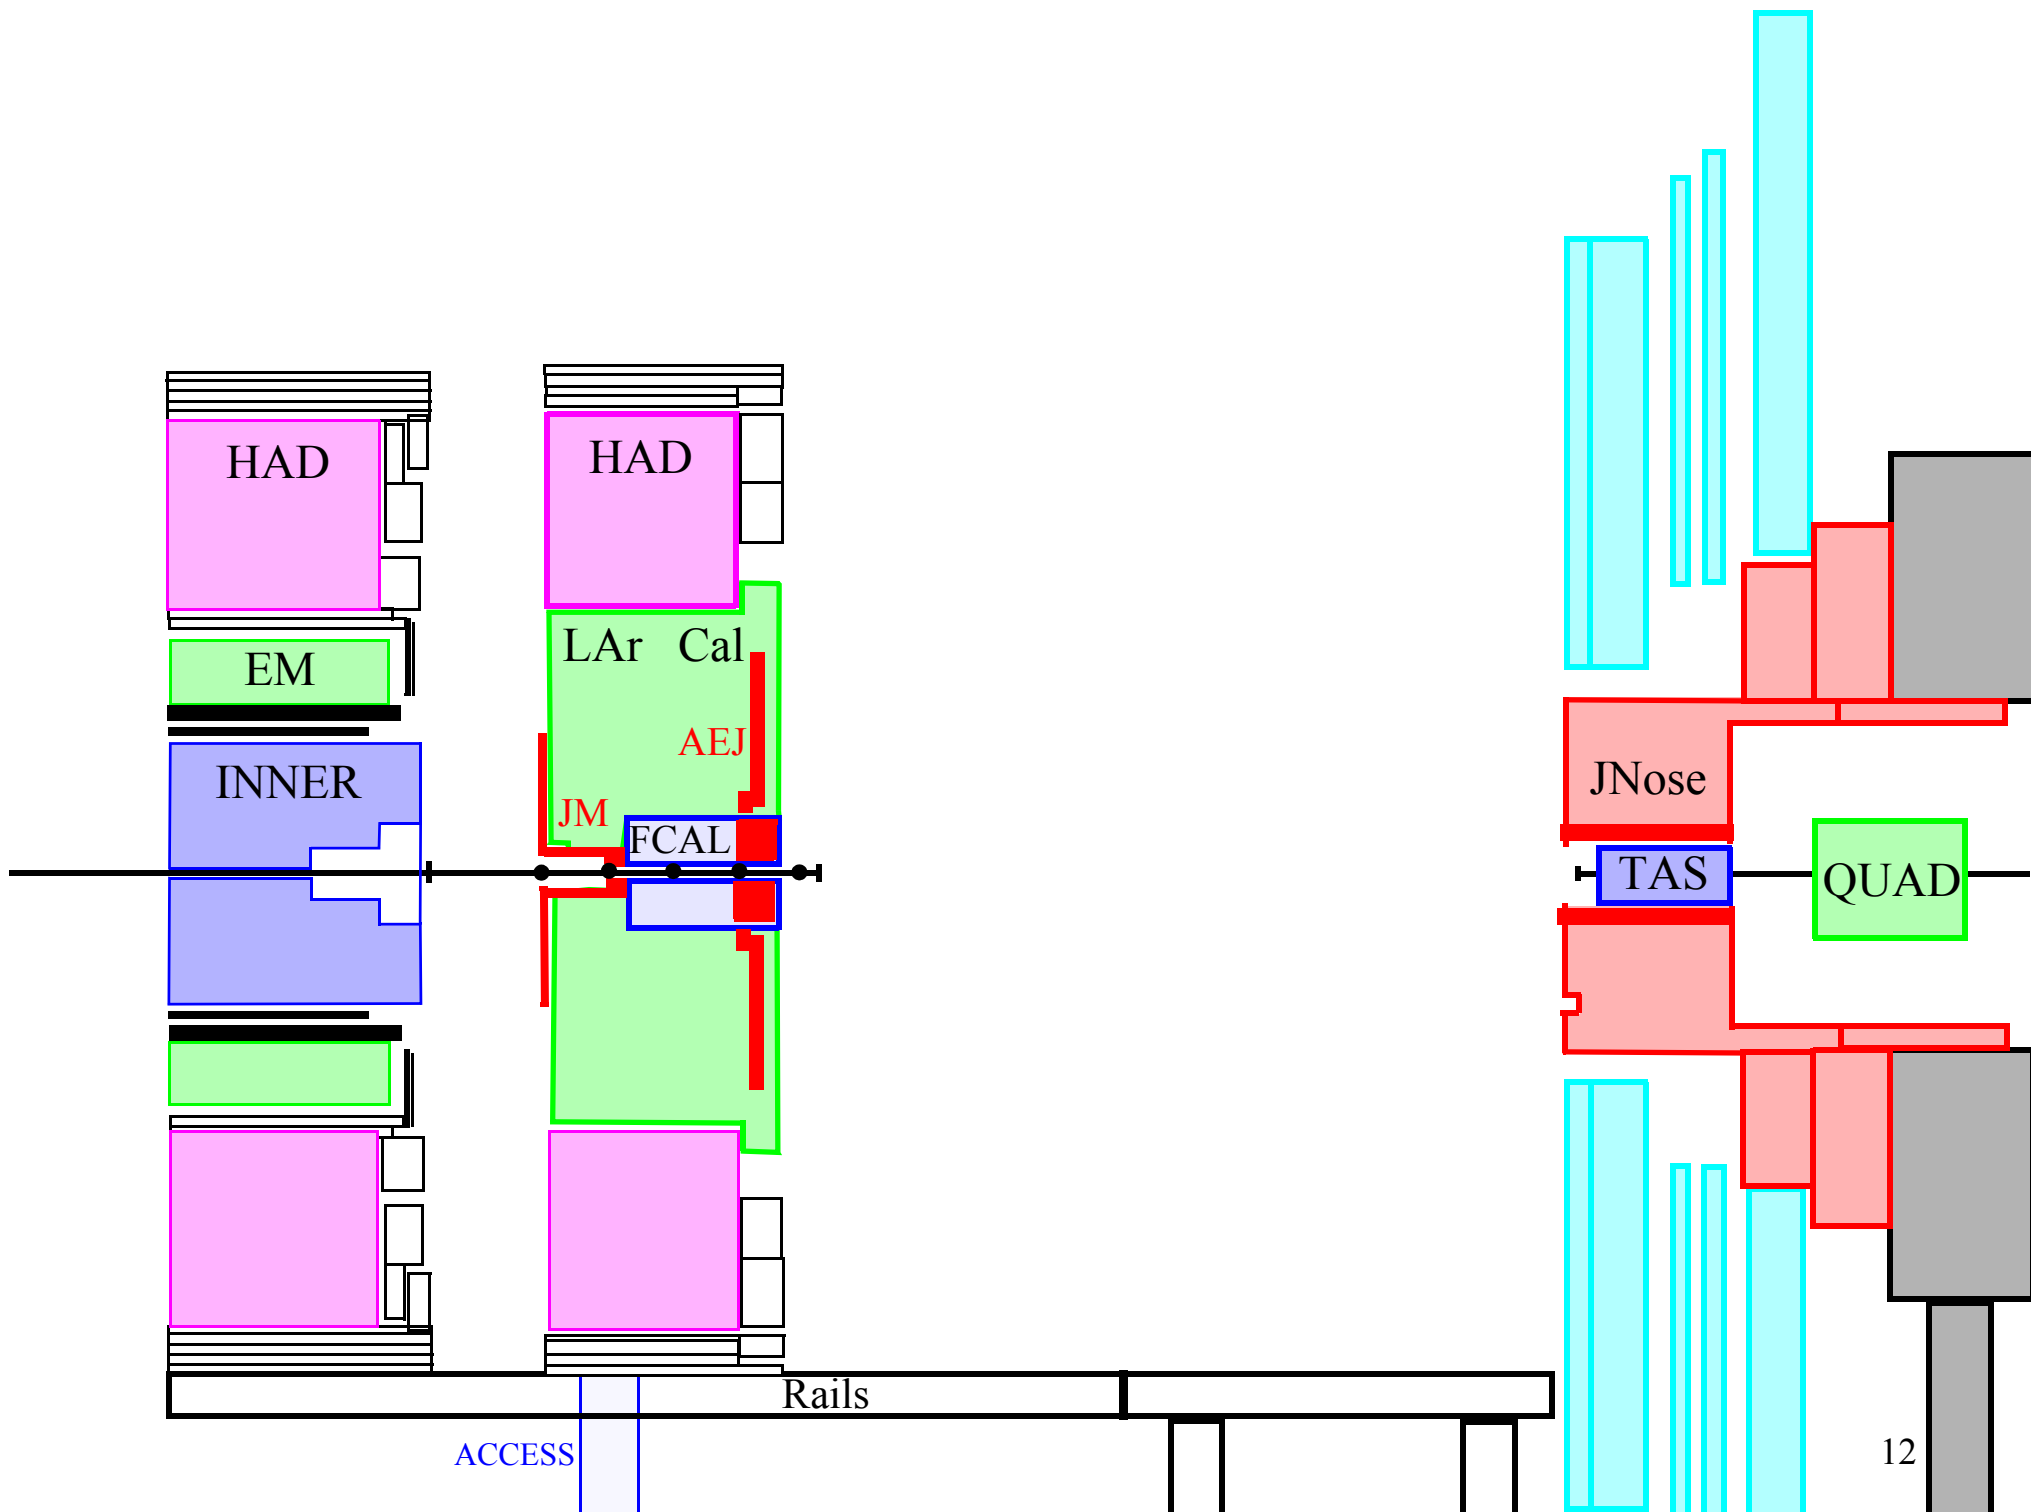 HAD
HAD
LAr Cal
EM
AEJ
INNER
JNose
JM
FCAL
TAS
QUAD
Rails
ACCESS
12